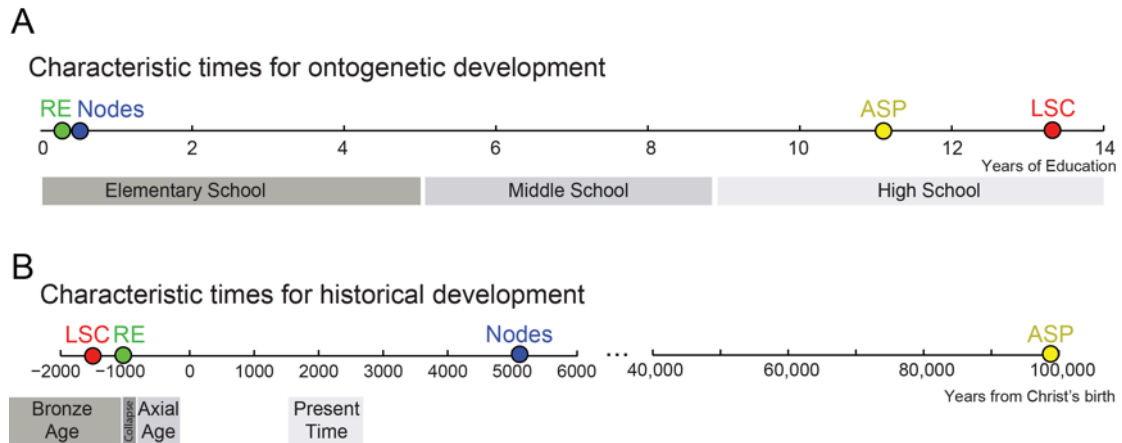 A
Characteristic times for ontogenetic development
RE Nodes ASP LSC
0 2 4 6 8 10 12 14
Years of Education
Elementary School Middle School High School
B
Characteristic times for historical development
LSC RE Nodes ASP
−2000 −1000 0 1000 2000 3000 4000 5000 6000 ... 40,000 60,000 80,000 100,000
Years from Christ's birth
Bronze Age Collapse Axial Age Present Time